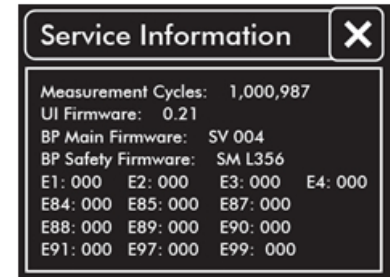 Service Information
Measurement Cycles: 1,000,987
UI Firmware: 0.21
BP Main Firmware: SV 004
BP Safety Firmware: SM L356
E1: 000 E2: 000 E3: 000 E4: 000
E84: 000 E85: 000 E87: 000
E88: 000 E89: 000 E90: 000
E91: 000 E97: 000 E99: 000